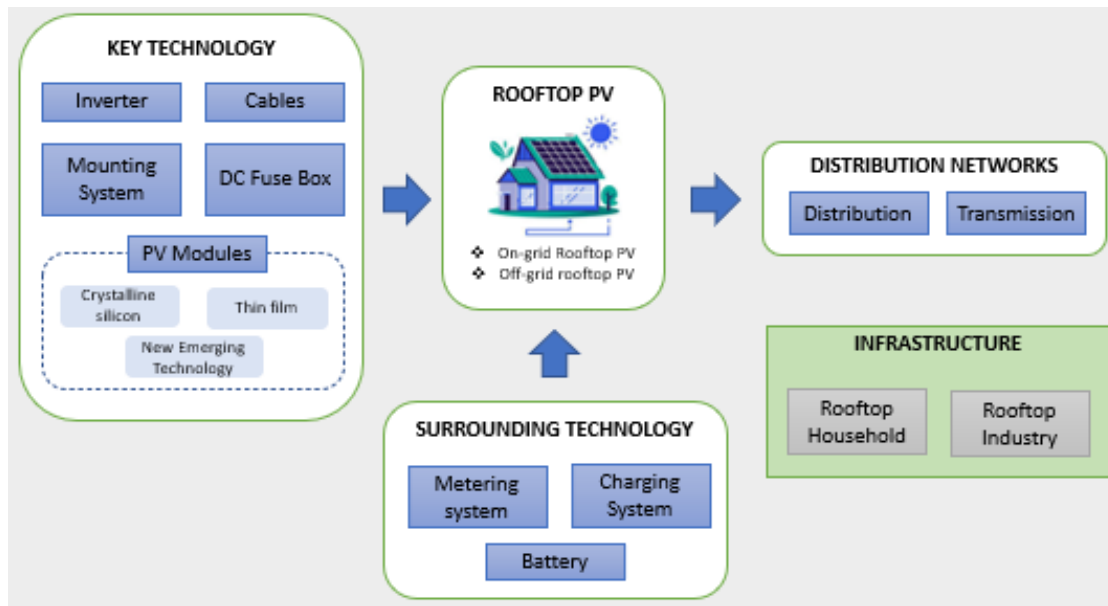 KEY TECHNOLOGY
Inverter
Cables
Mounting
System
DC Fuse Box
PV Modules
Crystalline
silicon
Thin film
New Emerging
Technology
ROOFTOP PV
❖ On-grid Rooftop PV
❖ Off-grid rooftop PV
DISTRIBUTION NETWORKS
Distribution
Transmission
SURROUNDING TECHNOLOGY
Metering
system
Charging
System
Battery
INFRASTRUCTURE
Rooftop
Household
Rooftop
Industry